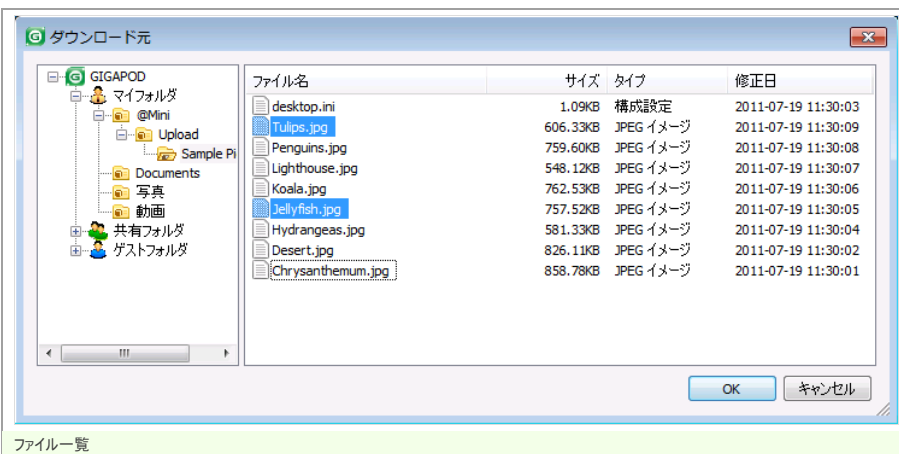 ダウンロード元
GIGAPOD
マイフォルダ
@Mini
Upload
Sample Pi
Documents
写真
動画
共有フォルダ
ゲストフォルダ
ファイル名 サイズ タイプ 修正日
desktop.ini 1.09KB 構成設定 2011-07-19 11:30:03
Tulips.jpg 606.33KB JPEG イメージ 2011-07-19 11:30:09
Penguins.jpg 759.60KB JPEG イメージ 2011-07-19 11:30:08
Lighthouse.jpg 548.12KB JPEG イメージ 2011-07-19 11:30:07
Koala.jpg 762.53KB JPEG イメージ 2011-07-19 11:30:06
Jellyfish.jpg 757.52KB JPEG イメージ 2011-07-19 11:30:05
Hydrangeas.jpg 581.33KB JPEG イメージ 2011-07-19 11:30:04
Desert.jpg 826.11KB JPEG イメージ 2011-07-19 11:30:02
Chrysanthemum.jpg 858.78KB JPEG イメージ 2011-07-19 11:30:01
OK キャンセル
ファイル一覧